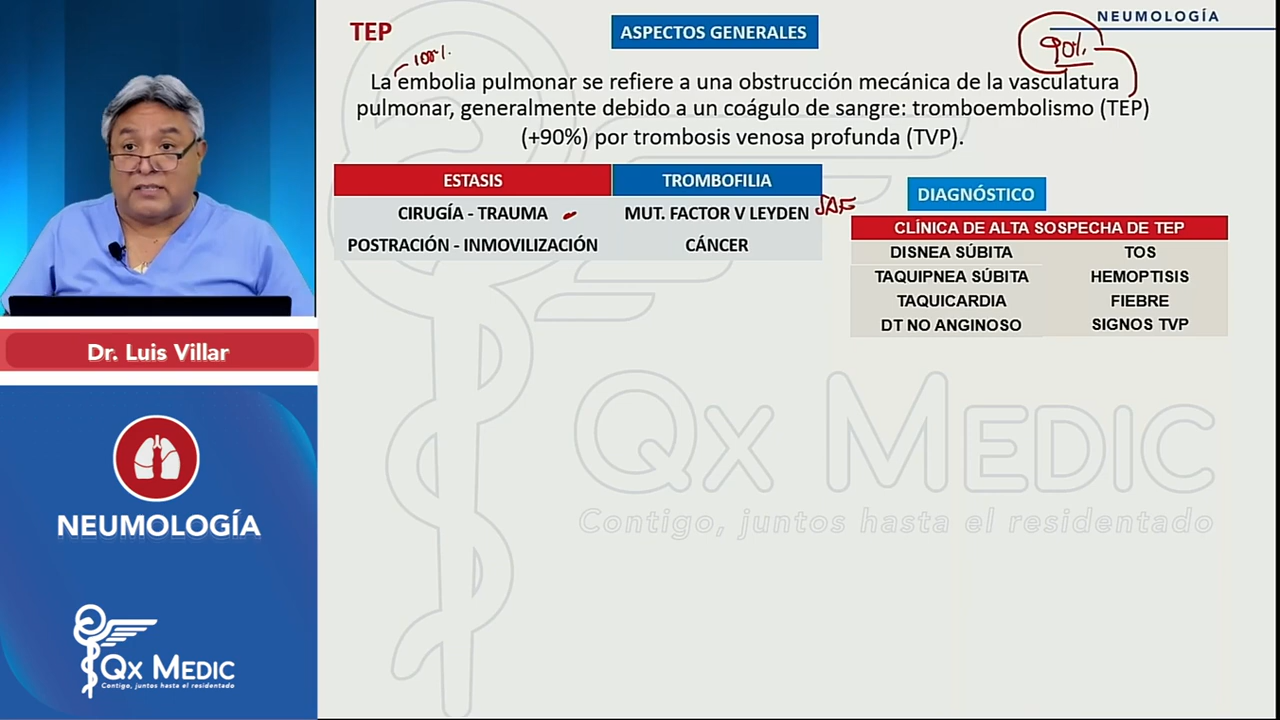 NEUMOLOGÍA
TEP
ASPECTOS GENERALES
90%
100%
La embolia pulmonar se refiere a una obstrucción mecánica de la vasculatura
pulmonar, generalmente debido a un coágulo de sangre: tromboembolismo (TEP)
(+90%) por trombosis venosa profunda (TVP).
ESTASIS TROMBOFILIA
CIRUGÍA - TRAUMA MUT. FACTOR V LEYDEN SAF
POSTRACIÓN - INMOVILIZACIÓN CÁNCER
DIAGNÓSTICO
CLÍNICA DE ALTA SOSPECHA DE TEP
DISNEA SÚBITA TOS
TAQUIPNEA SÚBITA HEMOPTISIS
TAQUICARDIA FIEBRE
DT NO ANGINOSO SIGNOS TVP
Dr. Luis Villar
NEUMOLOGÍA
QX MEDIC
Contigo, juntos hasta el residentado
QX MEDIC
Contigo, juntos hasta el residentado